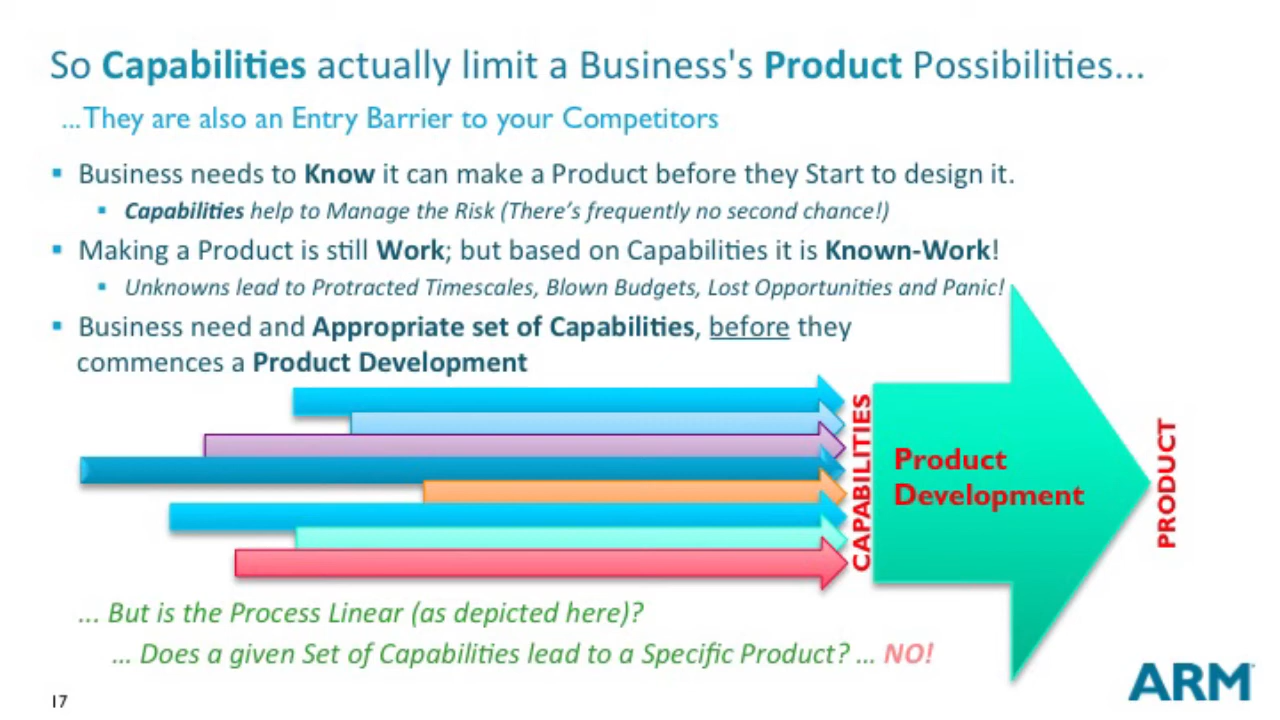 So Capabilities actually limit a Business's Product Possibilities...
...They are also an Entry Barrier to your Competitors
▪ Business needs to Know it can make a Product before they Start to design it.
▪ Capabilities help to Manage the Risk (There's frequently no second chance!)
▪ Making a Product is still Work; but based on Capabilities it is Known-Work!
▪ Unknowns lead to Protracted Timescales, Blown Budgets, Lost Opportunities and Panic!
▪ Business need and Appropriate set of Capabilities, before they
commences a Product Development
CAPABILITIES
Product
Development
PRODUCT
... But is the Process Linear (as depicted here)?
... Does a given Set of Capabilities lead to a Specific Product? ... NO!
17
ARM